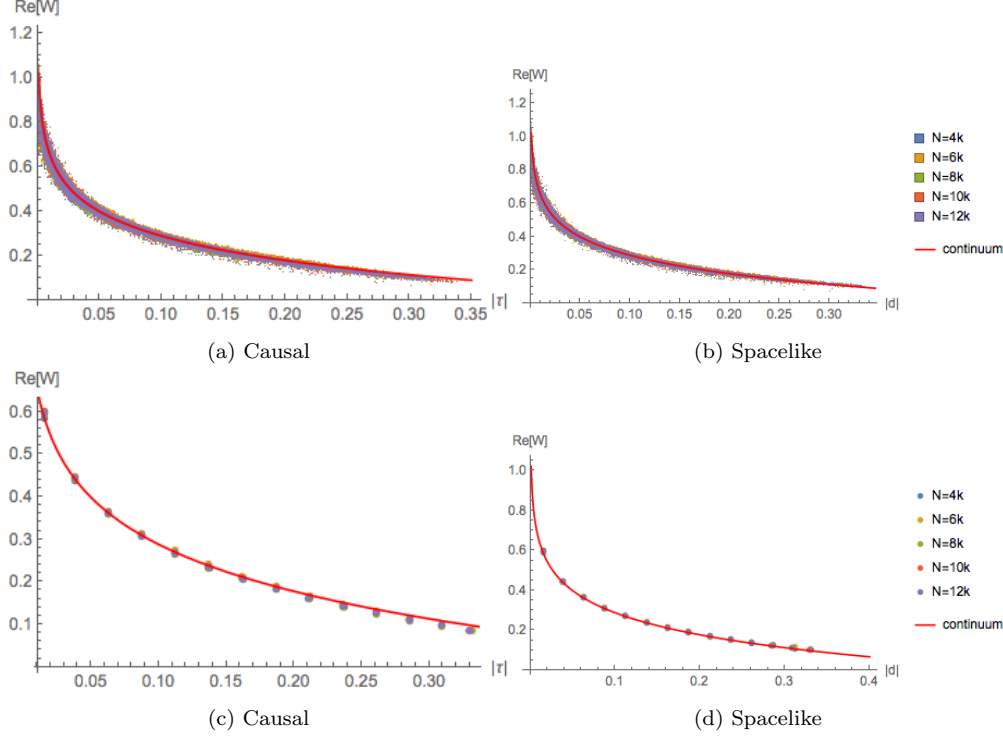 Re[W]
1.2
1.0
0.8
0.6
0.4
0.2
0.05 0.10 0.15 0.20 0.25 0.30 0.35 |τ|
(a) Causal
Re[W]
1.2
1.0
0.8
0.6
0.4
0.2
0.05 0.10 0.15 0.20 0.25 0.30 |d|
N=4k
N=6k
N=8k
N=10k
N=12k
continuum
(b) Spacelike
Re[W]
0.6
0.5
0.4
0.3
0.2
0.1
0.05 0.10 0.15 0.20 0.25 0.30 |τ|
(c) Causal
Re[W]
1.0
0.8
0.6
0.4
0.2
0.1 0.2 0.3 0.4 |d|
N=4k
N=6k
N=8k
N=10k
N=12k
continuum
(d) Spacelike